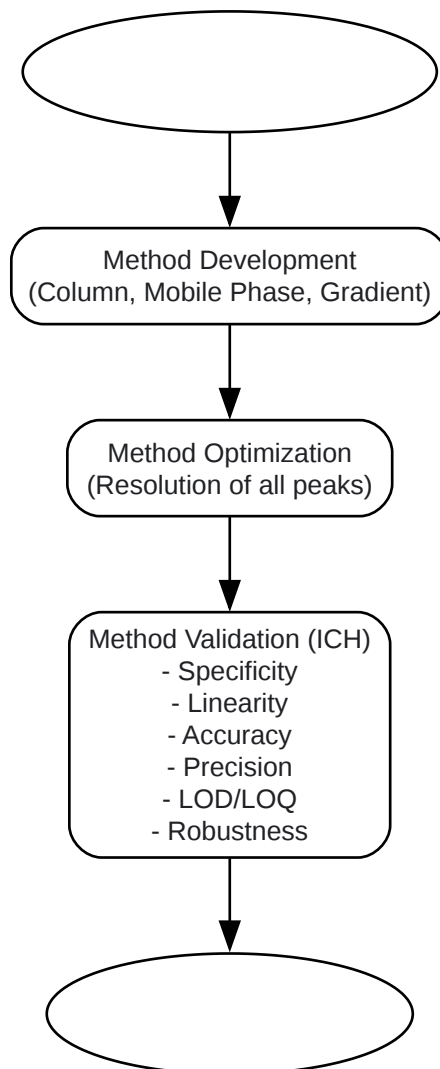 Method Development
(Column, Mobile Phase, Gradient)
Method Optimization
(Resolution of all peaks)
Method Validation (ICH)
- Specificity
- Linearity
- Accuracy
- Precision
- LOD/LOQ
- Robustness